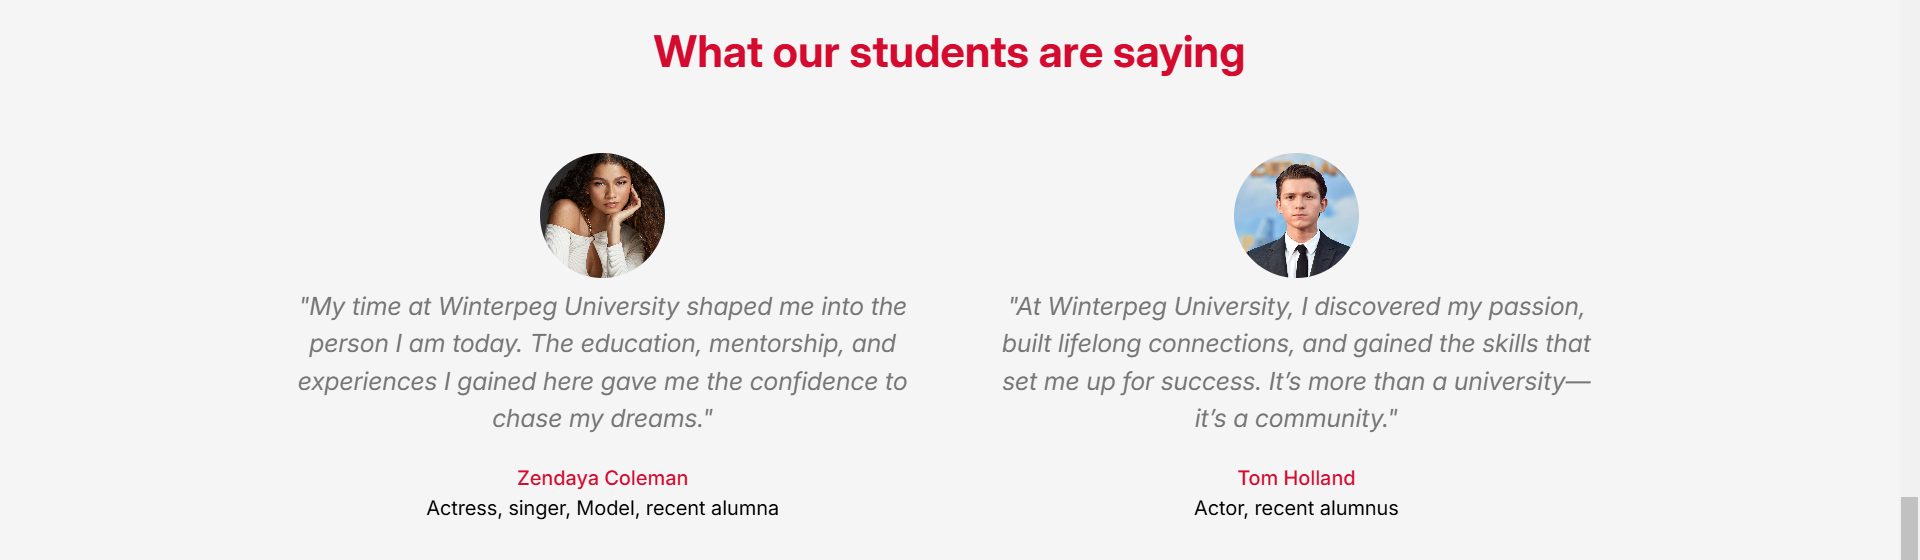 What our students are saying
"My time at Winterpeg University shaped me into the
person I am today. The education, mentorship, and
experiences I gained here gave me the confidence to
chase my dreams."
Zendaya Coleman
Actress, singer, Model, recent alumna
"At Winterpeg University, I discovered my passion,
built lifelong connections, and gained the skills that
set me up for success. It’s more than a university—
it’s a community."
Tom Holland
Actor, recent alumnus